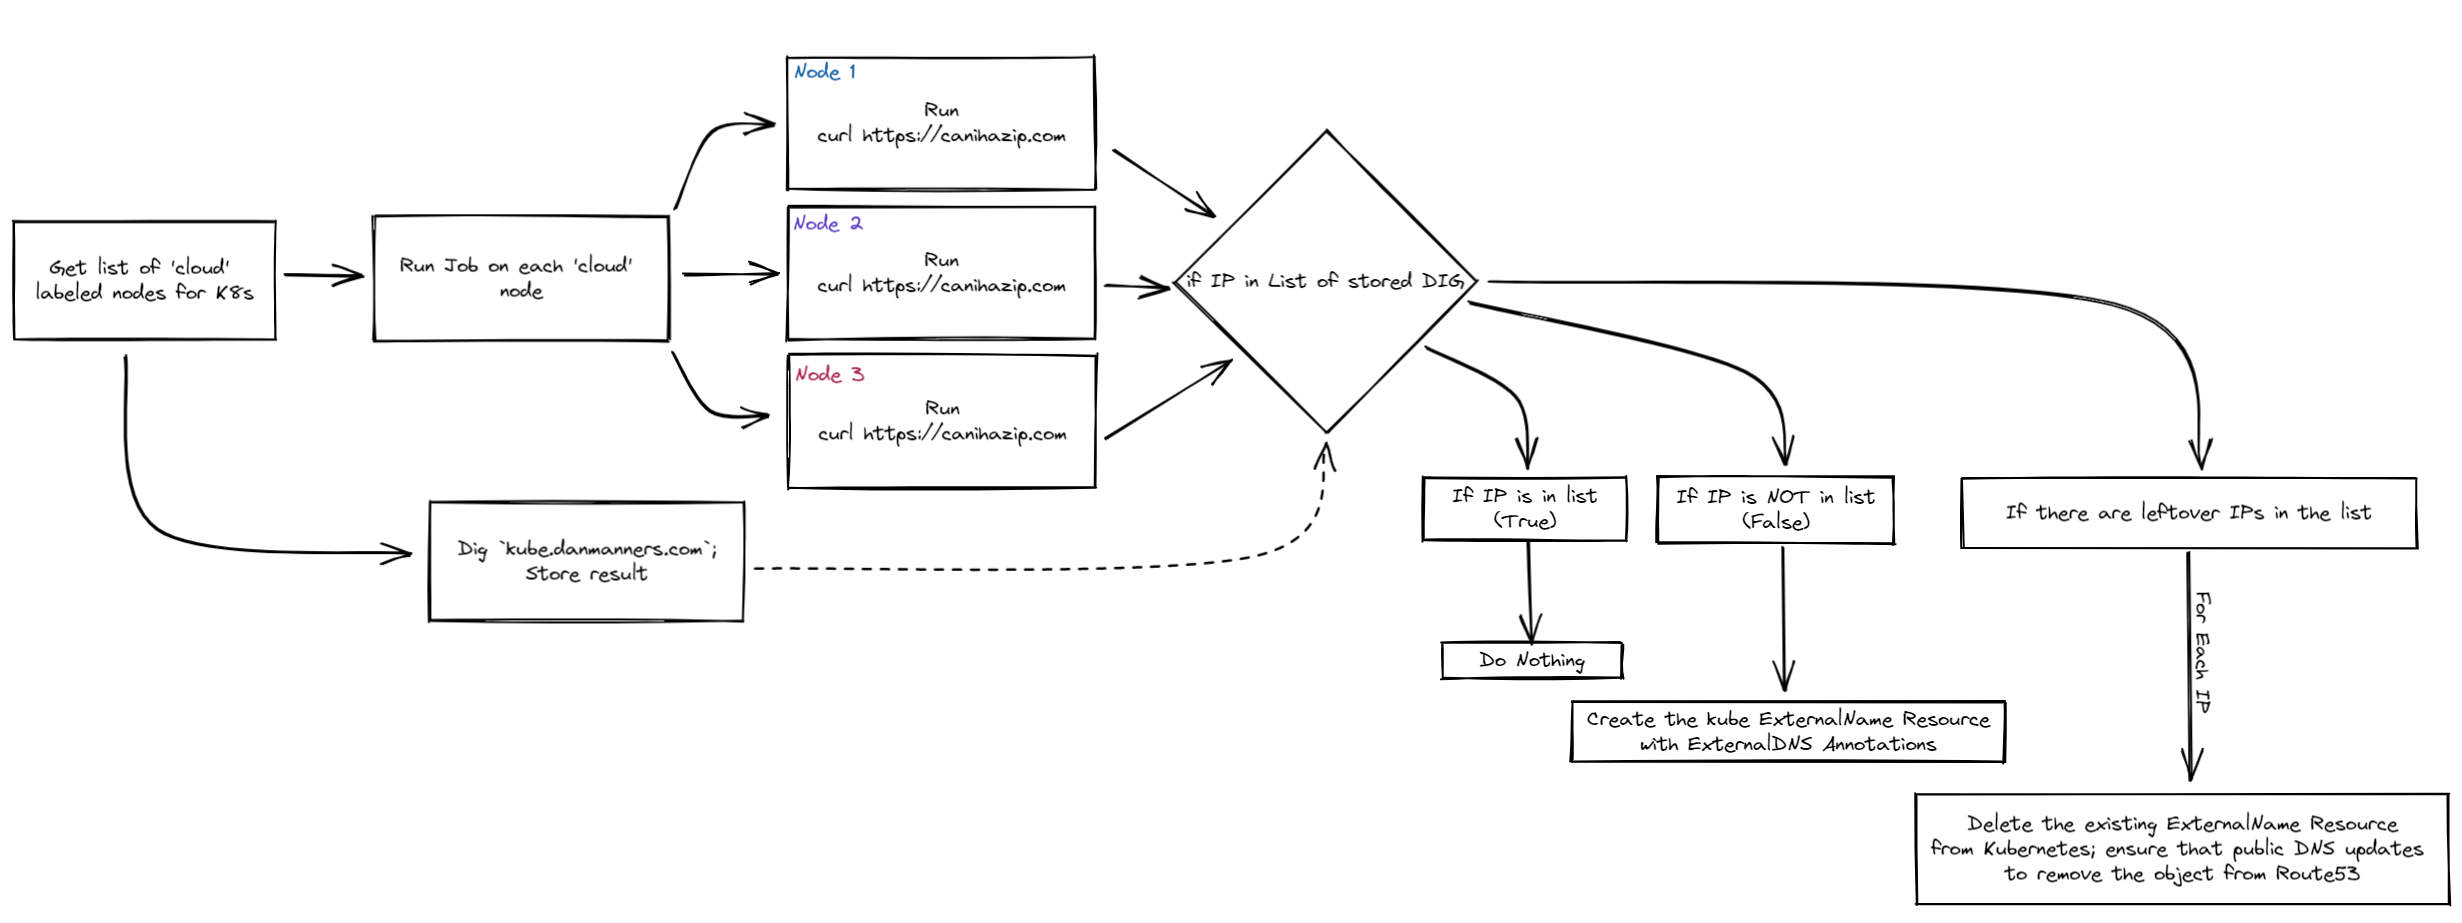 Get list of 'cloud'
labeled nodes for K8s
Run Job on each 'cloud'
node
Node 1
Run
curl https://canihazip.com
Node 2
Run
curl https://canihazip.com
Node 3
Run
curl https://canihazip.com
Dig `kube.danmanners.com`;
Store result
if IP in List of stored DIG
If IP is in list
(True)
Do Nothing
If IP is NOT in list
(False)
Create the kube ExternalName Resource
with ExternalDNS Annotations
If there are leftover IPs in the list
For Each IP
Delete the existing ExternalName Resource
from Kubernetes; ensure that public DNS updates
to remove the object from Route53